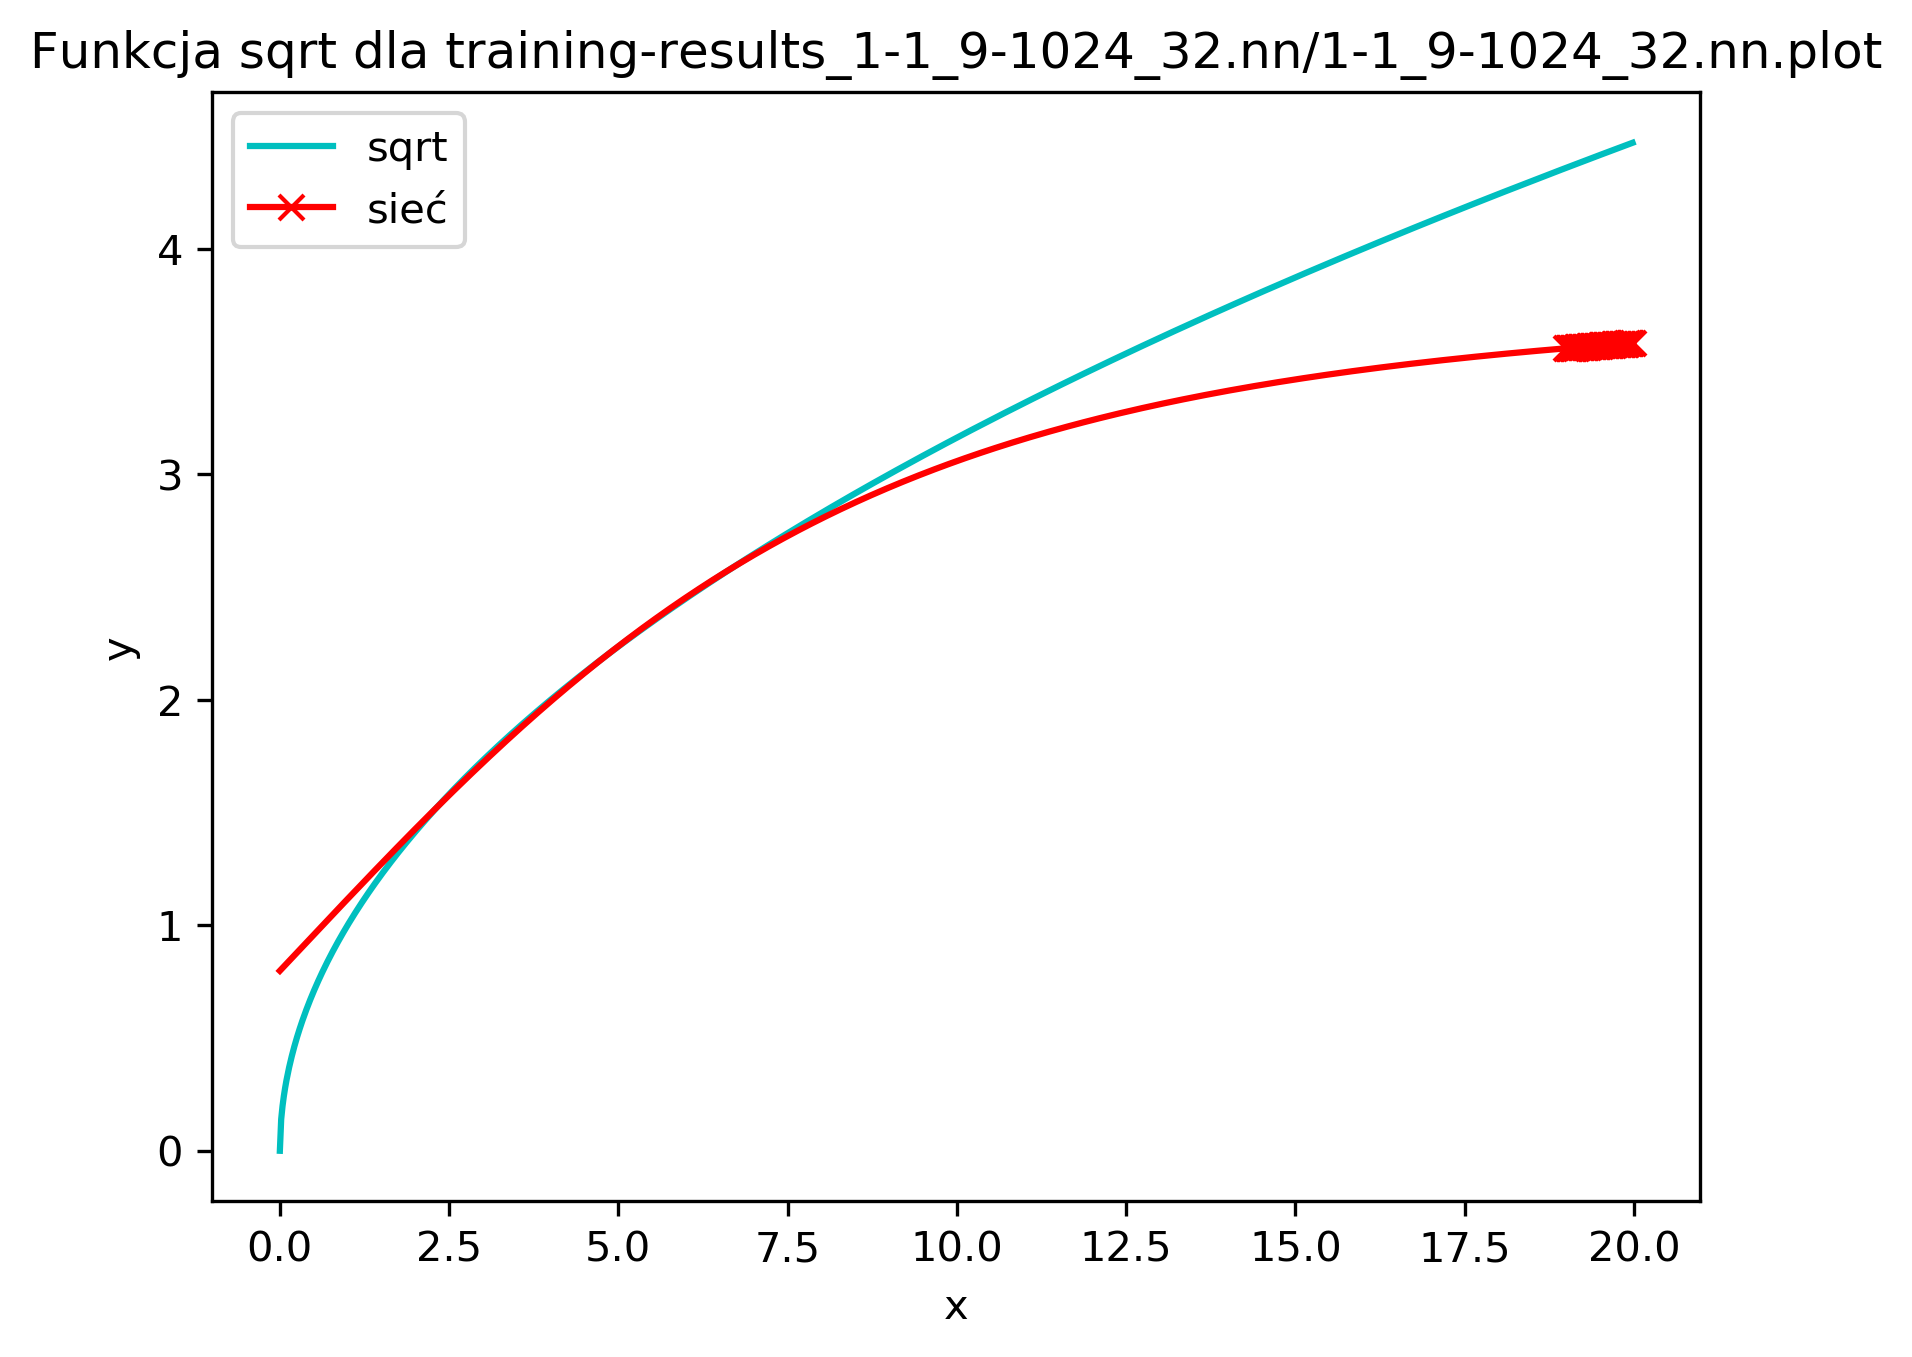 Funkcja sqrt dla training-results_1-1_9-1024_32.nn/1-1_9-1024_32.nn.plot
sqrt
sieć
4
3
2
1
0
y
0.0 2.5 5.0 7.5 10.0 12.5 15.0 17.5 20.0
x